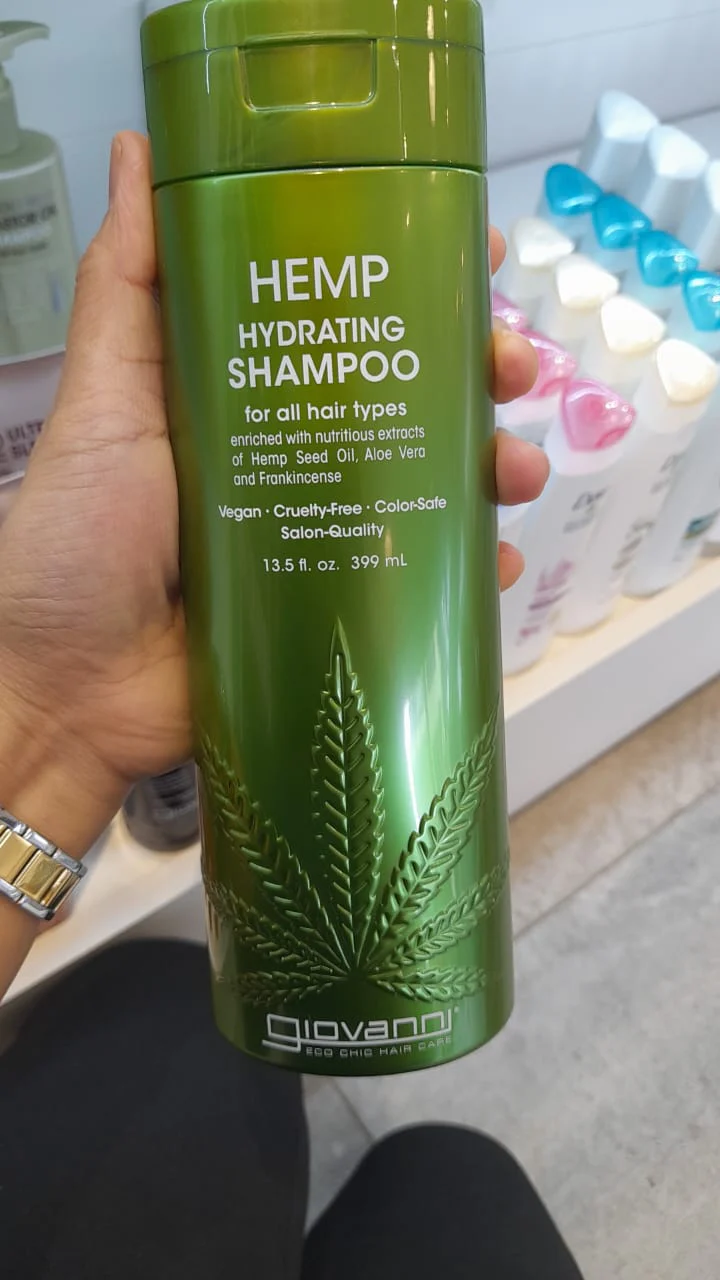 HEMP
HYDRATING
SHAMPOO
for all hair types
enriched with nutritious extracts
of Hemp Seed Oil, Aloe Vera
and Frankincense
Vegan · Cruelty-Free · Color-Safe
Salon-Quality
13.5 fl. oz. 399 mL
giovanni
ECO CHIC HAIR CARE
Dove